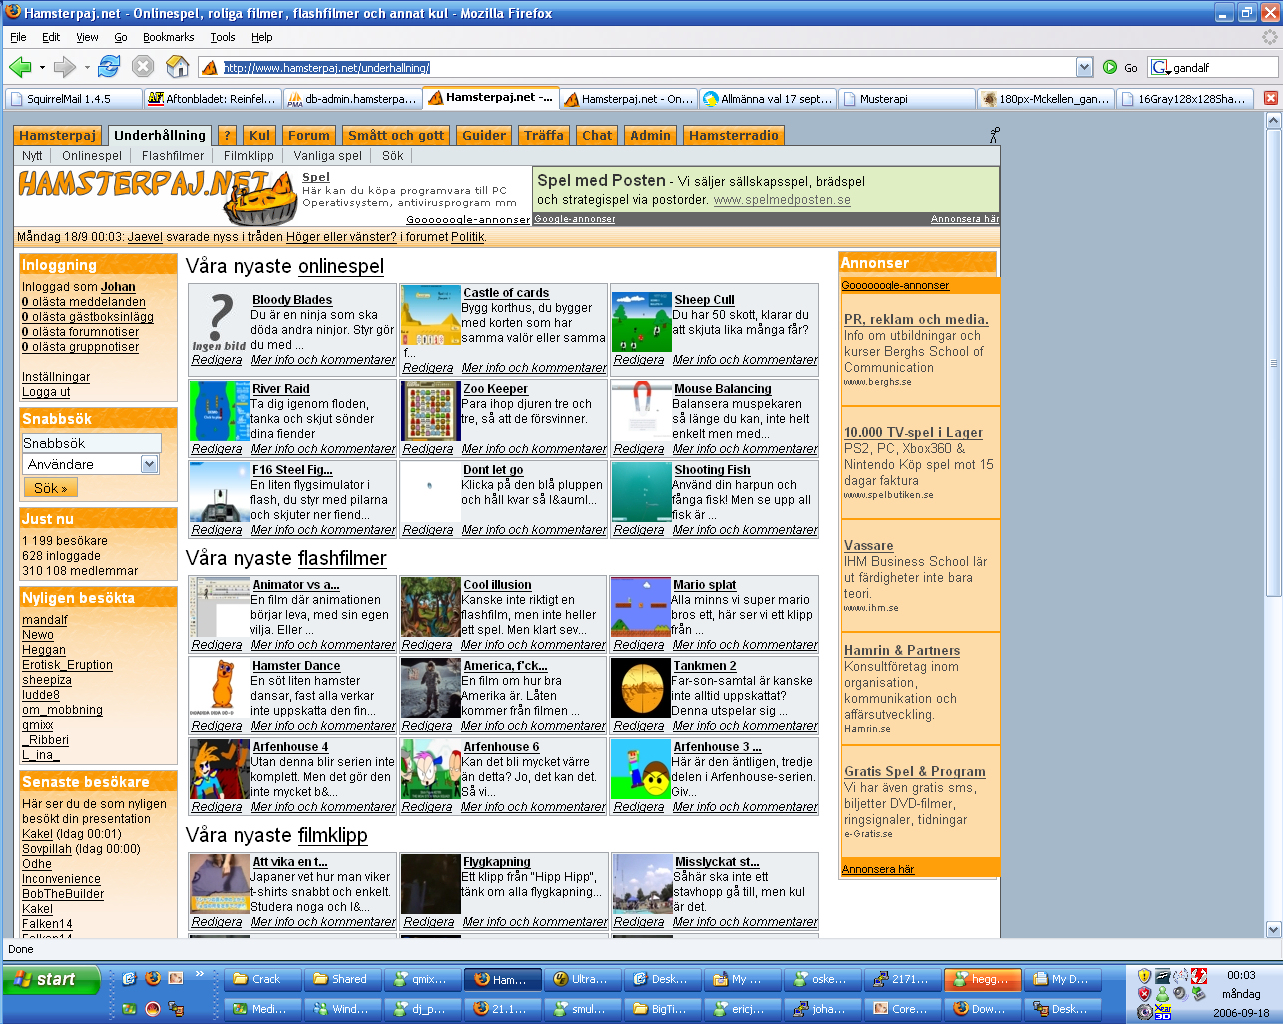 Hamsterpaj.net - Onlinespel, roliga filmer, flashfilmer och annat kul - Mozilla Firefox
File Edit View Go Bookmarks Tools Help
http://www.hamsterpaj.net/underhallning/ Go gandalf
SquirrelMail 1.4.5 Aftonbladet: Reinfel... db-admin.hamsterpa... Hamsterpaj.net -... Hamsterpaj.net - On... Allmänna val 17 sept... Musterapi 180px-Mckellen_gan... 16Gray128x128Sha...
Hamsterpaj Underhållning ? Kul Forum Smått och gott Guider Träffa Chat Admin Hamsterradio
Nytt Onlinespel Flashfilmer Filmklipp Vanliga spel Sök
HAMSTERPAJ.NET
Spel
Här kan du köpa programvara till PC
Operativsystem, antivirusprogram mm
Goooooogle-annonser
Spel med Posten - Vi säljer sällskapsspel, brädspel
och strategispel via postorder. www.spelmedposten.se
Google-annonser Annonsera här
Måndag 18/9 00:03: Jaevel svarade nyss i tråden Höger eller vänster? i forumet Politik.
Inloggning
Inloggad som Johan
0 olästa meddelanden
0 olästa gästboksinlägg
0 olästa forumnotiser
0 olästa gruppnotiser
Inställningar
Logga ut
Snabbsök
Snabbsök
Användare
Sök »
Just nu
1 199 besökare
628 inloggade
310 108 medlemmar
Nyligen besökta
mandalf
Newo
Heggan
Erotisk_Eruption
sheepiza
ludde8
om_mobbning
qmixx
_Ribberi
L_ina_
Senaste besökare
Här ser du de som nyligen
besökt din presentation
Kakel (Idag 00:01)
Sovpillah (Idag 00:00)
Odhe
Inconvenience
BobTheBuilder
Kakel
Falken14
Falken14
Våra nyaste onlinespel
Ingen bild
Bloody Blades
Du är en ninja som ska
döda andra ninjor. Styr gör
du med ...
Redigera Mer info och kommentarer
Castle of cards
Bygg korthus, du bygger
med korten som har
samma valör eller samma
f...
Redigera Mer info och kommentarer
Sheep Cull
Du har 50 skott, klarar du
att skjuta lika många får?
Redigera Mer info och kommentarer
River Raid
Ta dig igenom floden,
tanka och skjut sönder
dina fiender
Redigera Mer info och kommentarer
Zoo Keeper
Para ihop djuren tre och
tre, så att de försvinner.
Redigera Mer info och kommentarer
Mouse Balancing
Balansera muspekaren
så länge du kan, inte helt
enkelt men med...
Redigera Mer info och kommentarer
F16 Steel Fig...
En liten flygsimulator i
flash, du styr med pilarna
och skjuter ner fiend...
Redigera Mer info och kommentarer
Dont let go
Klicka på den blå pluppen
och håll kvar så l&auml...
Redigera Mer info och kommentarer
Shooting Fish
Använd din harpun och
fånga fisk! Men se upp all
fisk är ...
Redigera Mer info och kommentarer
Våra nyaste flashfilmer
Animator vs a...
En film där animationen
börjar leva, med sin egen
vilja. Eller ...
Redigera Mer info och kommentarer
Cool illusion
Kanske inte riktigt en
flashfilm, men inte heller
ett spel. Men klart sev...
Redigera Mer info och kommentarer
Mario splat
Alla minns vi super mario
bros ett, här ser vi ett klipp
från ...
Redigera Mer info och kommentarer
Hamster Dance
En söt liten hamster
dansar, fast alla verkar
inte uppskatta den fin...
Redigera Mer info och kommentarer
America, f*ck...
En film om hur bra
Amerika är. Låten
kommer från filmen ...
Redigera Mer info och kommentarer
Tankmen 2
Far-son-samtal är kanske
inte alltid uppskattat?
Denna utspelar sig ...
Redigera Mer info och kommentarer
Arfenhouse 4
Utan denna blir serien inte
komplett. Men det gör den
inte mycket b&...
Redigera Mer info och kommentarer
Arfenhouse 6
Kan det bli mycket värre
än detta? Jo, det kan det.
Så vi...
Redigera Mer info och kommentarer
Arfenhouse 3 ...
Här är den äntligen, tredje
delen i Arfenhouse-serien.
Giv...
Redigera Mer info och kommentarer
Våra nyaste filmklipp
Att vika en t...
Japaner vet hur man viker
t-shirts snabbt och enkelt.
Studera noga och l&...
Redigera Mer info och kommentarer
Flygkapning
Ett klipp från "Hipp Hipp",
tänk om alla flygkapning...
Redigera Mer info och kommentarer
Misslyckat st...
Såhär ska inte ett
stavhopp gå till, men kul
är det.
Redigera Mer info och kommentarer
Annonser
Goooooogle-annonser
PR, reklam och media.
Info om utbildningar och
kurser Berghs School of
Communication
www.berghs.se
10.000 TV-spel i Lager
PS2, PC, Xbox360 &
Nintendo Köp spel mot 15
dagar faktura
www.spelbutiken.se
Vassare
IHM Business School lär
ut färdigheter inte bara
teori.
www.ihm.se
Hamrin & Partners
Konsultföretag inom
organisation,
kommunikation och
affärsutveckling.
Hamrin.se
Gratis Spel & Program
Vi har även gratis sms,
biljetter DVD-filmer,
ringsignaler, tidningar
e-Gratis.se
Annonsera här
Done
start » Crack Shared qmix... Ham... Ultra... Desk... My ... oske... 2171... hegg... My D... 00:03
måndag
Medi... Wind... dj_p... 21.1... smul... BigTi... ericj... joha... Core... Dow... Desk... 2006-09-18